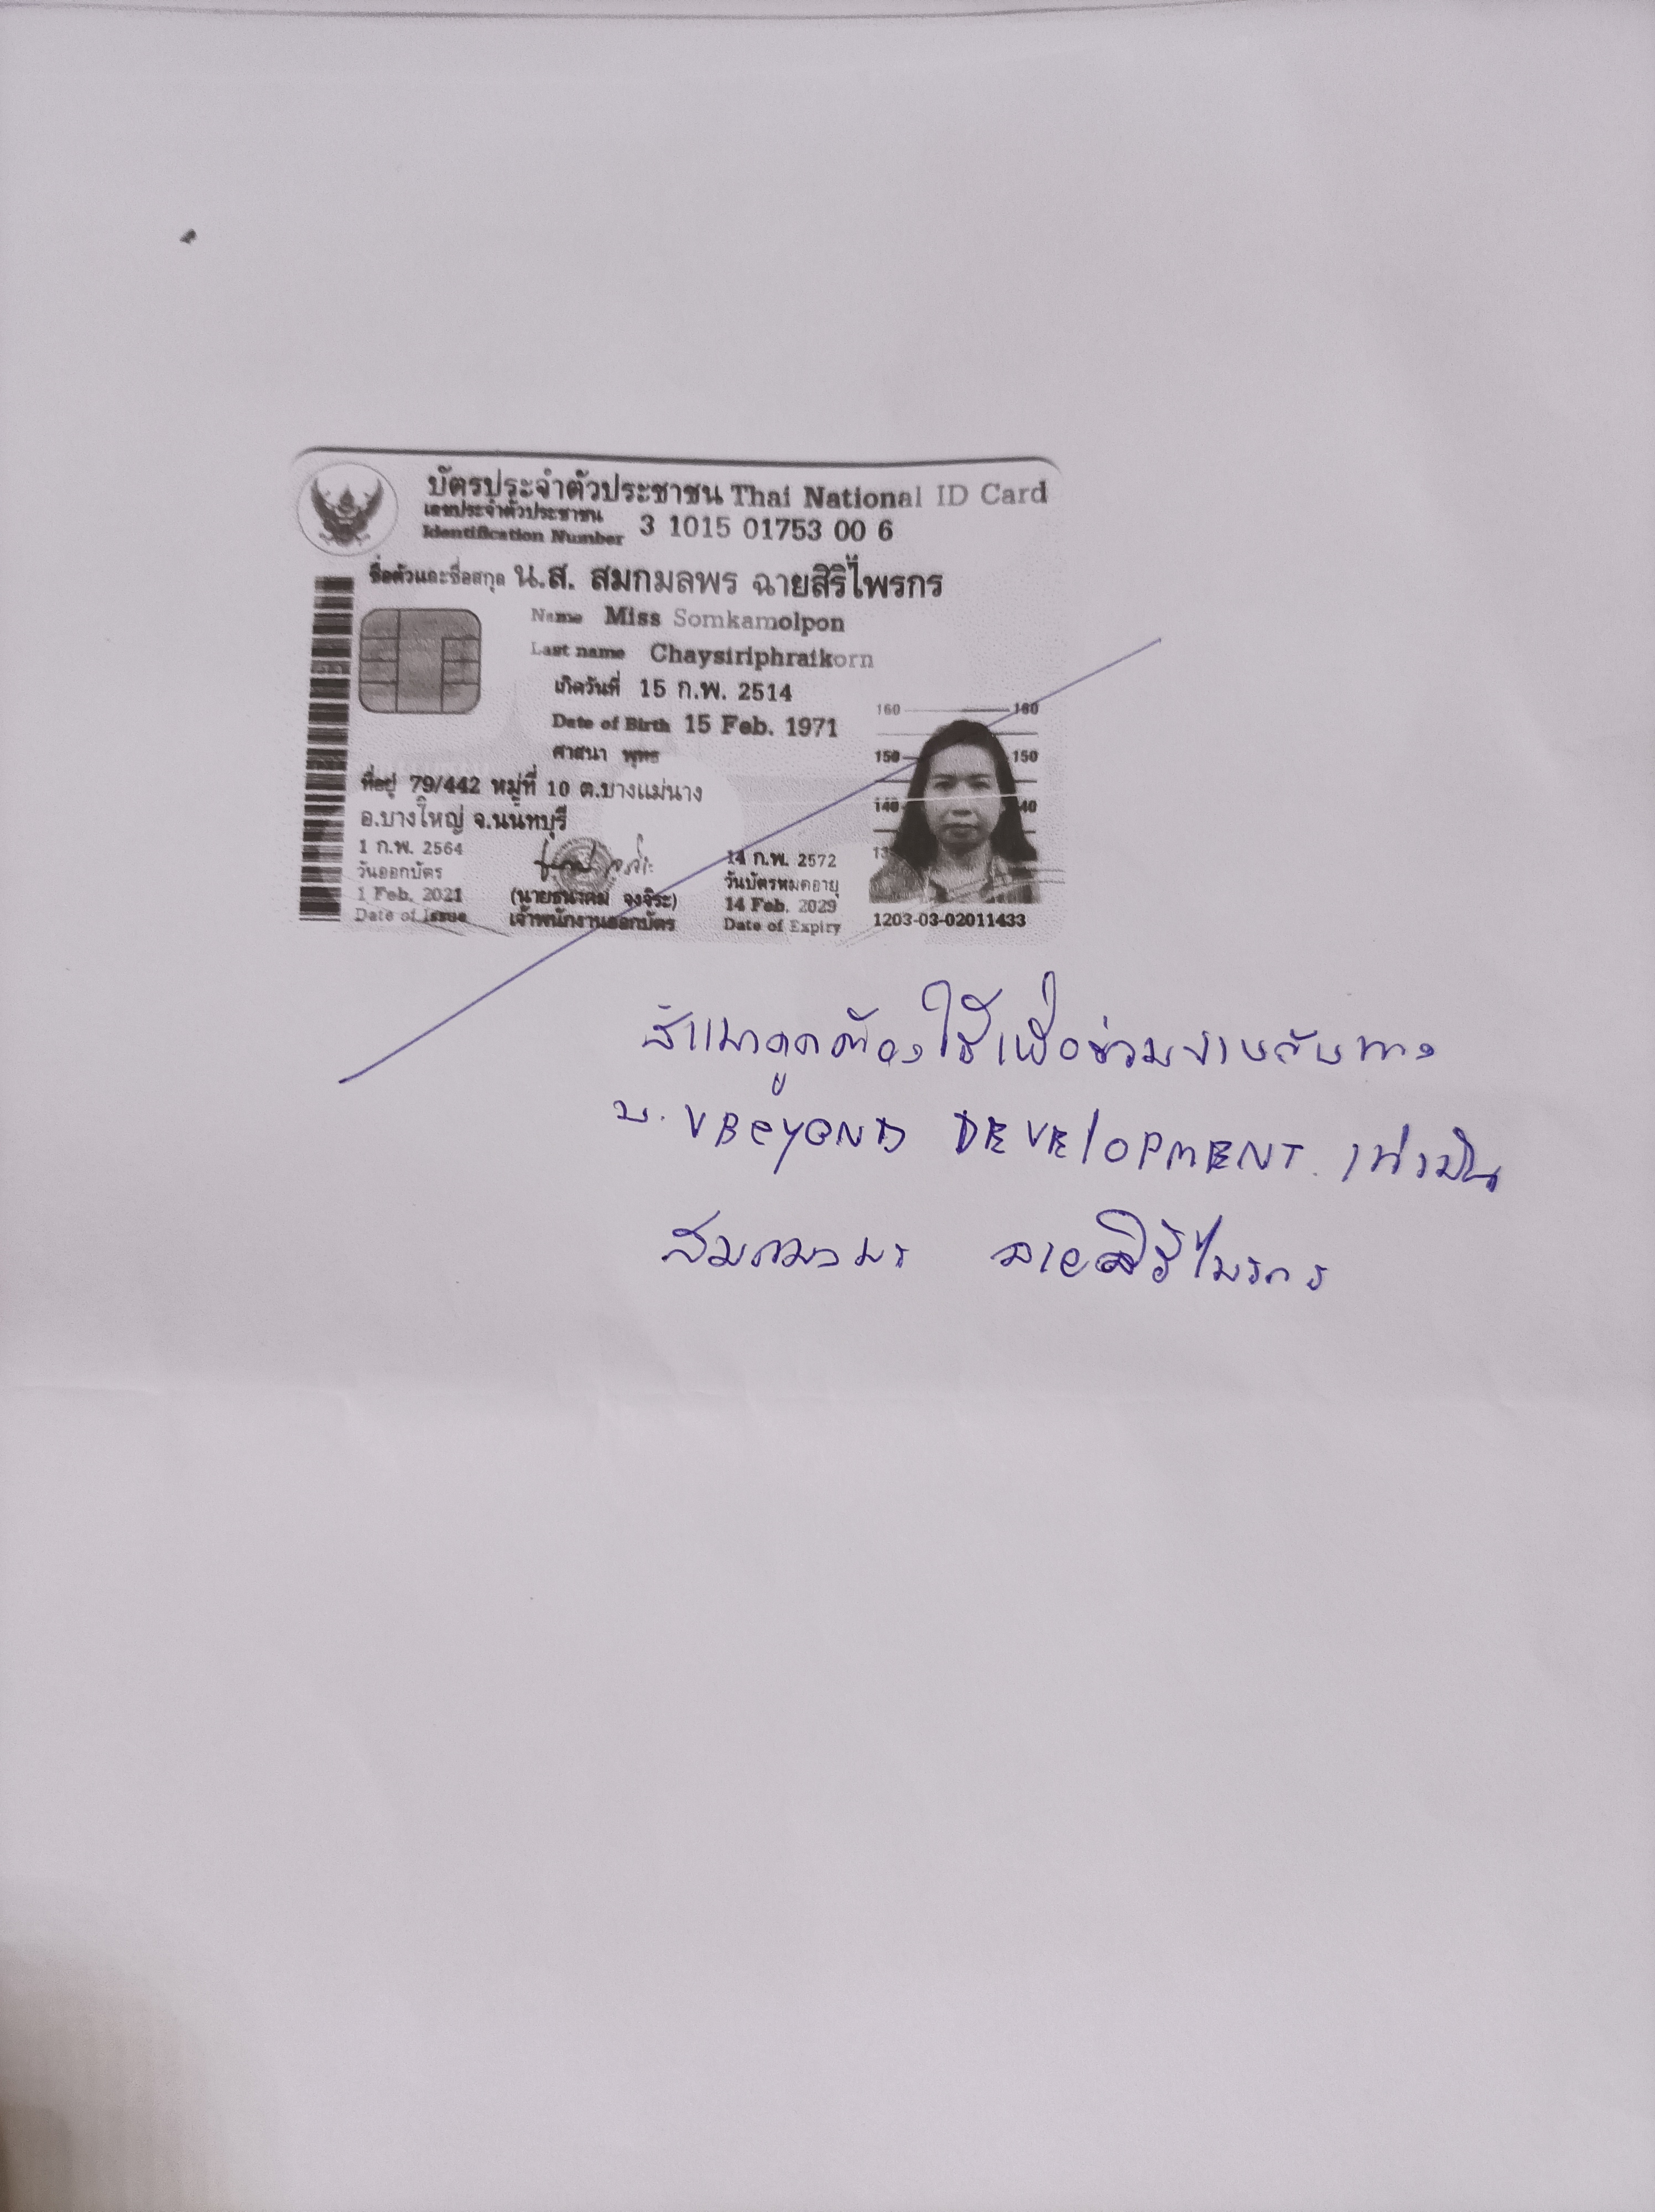 บัตรประจำตัวประชาชน Thai National ID Card
เลขประจำตัวประชาชน
Identification Number 3 1015 01753 00 6
ชื่อตัวและชื่อสกุล น.ส. สมกมลพร ฉายสิริไพรกร
Name Miss Somkamolpon
Last name Chaysiriphraikorn
เกิดวันที่ 15 ก.พ. 2514
Date of Birth 15 Feb. 1971
ศาสนา พุทธ
ที่อยู่ 79/442 หมู่ที่ 10 ต.บางแม่นาง
อ.บางใหญ่ จ.นนทบุรี
1 ก.พ. 2564
วันออกบัตร
1 Feb. 2021
Date of Issue
(นายธนาคม จงจิระ)
เจ้าพนักงานออกบัตร
14 ก.พ. 2572
วันบัตรหมดอายุ
14 Feb. 2029
Date of Expiry
160 160
150 150
140 40
13
1203-03-02011433
สำเนาถูกต้อง ใช้เพื่อร่วมงานกับทาง
บ. VBEYOND DEVELOPMENT. เท่านั้น
สมกมลพร ฉายสิริไพรกร